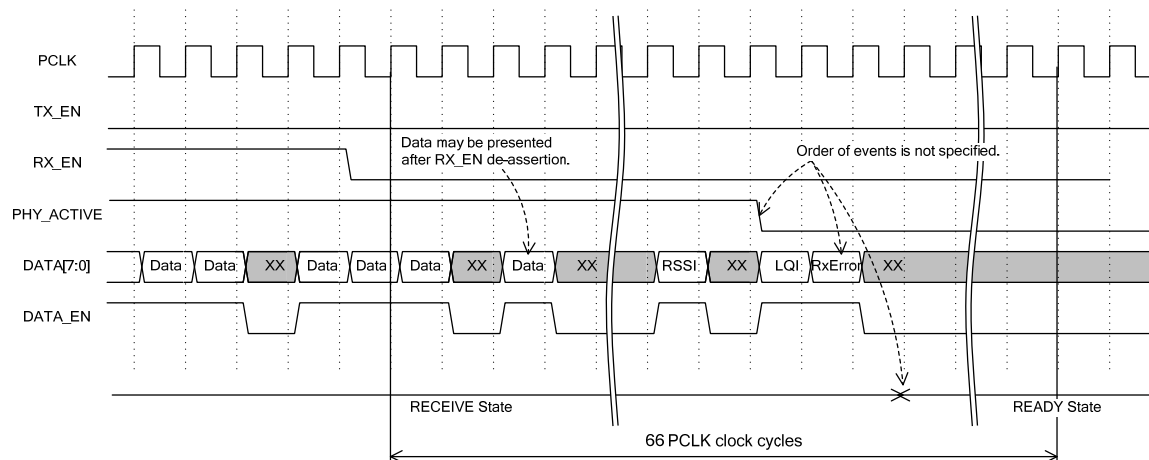 PCLK
TX_EN
Data may be presented
after RX_EN de-assertion.
Order of events is not specified.
RX_EN
PHY_ACTIVE
DATA[7:0] Data Data XX Data Data Data XX Data XX RSSI XX LQI RxError XX
DATA_EN
RECEIVE State READY State
66 PCLK clock cycles